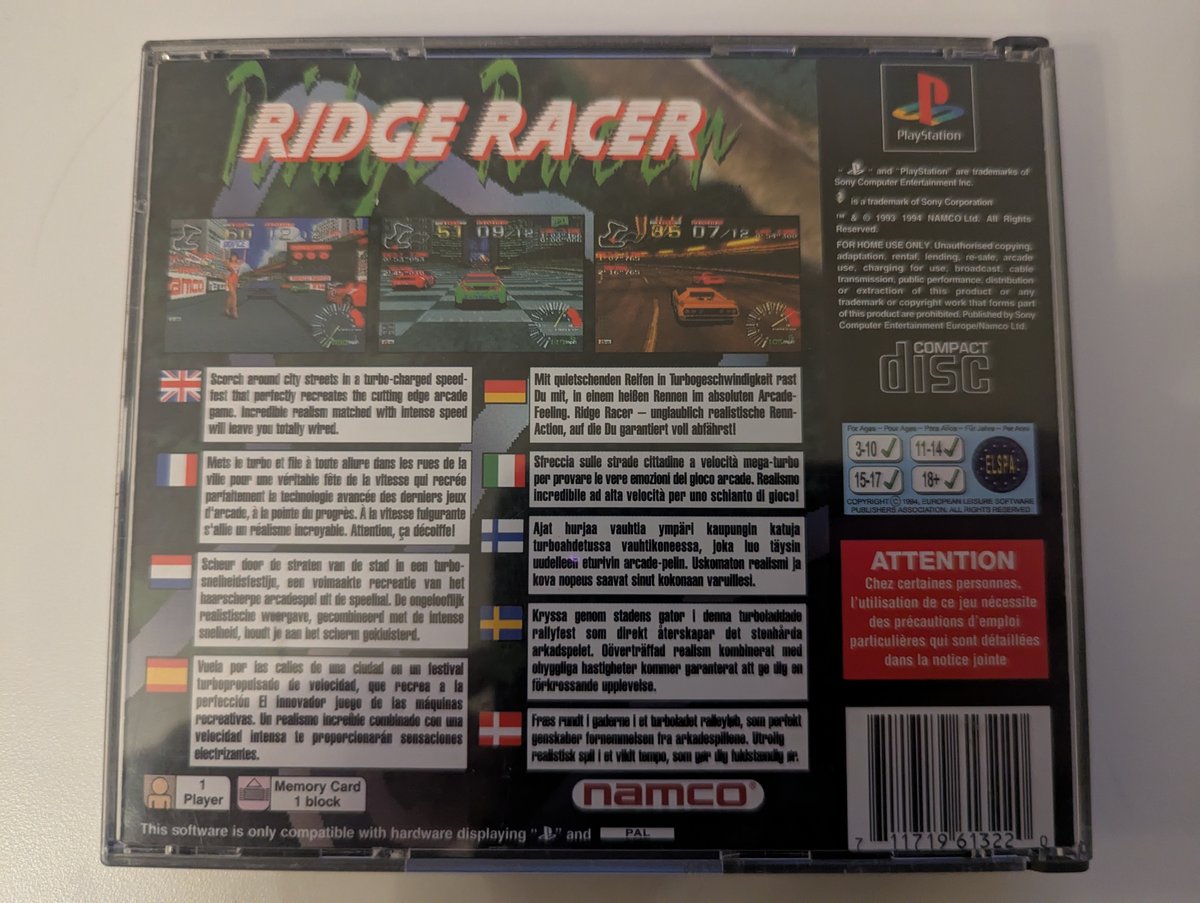 RIDGE RACER
Scorch around city streets in a turbo-charged speed-
fest that perfectly recreates the cutting edge arcade
game. Incredible realism matched with intense speed
will leave you totally wired.
Mets le turbo et file à toute allure dans les rues de la
ville pour une véritable fête de la vitesse qui recrée
parfaitement la technologie avancée des derniers jeux
d'arcade, à la pointe du progrès. À la vitesse fulgurante
s'allie un réalisme incroyable. Attention, ça décoiffe!
Scheur door de straten van de stad in een turbo-
snelheidsfestijn, een volmaakte recreatie van het
haarscherpe arcadespel uit de speelhal. De ongelooflijk
realistische weergave, gecombineerd met de intense
snelheid, houdt je aan het scherm gekluisterd.
Vuela por las calles de una ciudad en un festival
turbopropulsado de velocidad, que recrea a la
perfección El innovador juego de las máquinas
recreativas. Un realismo increíble combinado con una
velocidad intensa te proporcionarán sensaciones
electrizantes.
Mit quietschenden Reifen in Turbogeschwindigkeit rast
Du mit, in einem heißen Rennen im absoluten Arcade-
Feeling. Ridge Racer – unglaublich realistische Renn-
Action, auf die Du garantiert voll abfährst!
Sfreccia sulle strade cittadine a velocità mega-turbo
per provare le vere emozioni del gioco arcade. Realismo
incredibile ad alta velocità per uno schianto di gioco!
Ajat hurjaa vauhtia ympäri kaupungin katuja
turboahdetussa vauhtikoneessa, joka luo täysin
uudelleen eturivin arcade-pelin. Uskomaton realismi ja
kova nopeus saavat sinut kokonaan varuillesi.
Kryssa genom stadens gator i denna turboladdade
rallyfest som direkt återskapar det stenhårda
arkadspelet. Oöverträffad realism kombinerat med
ohyggliga hastigheter kommer garanterat att ge dig en
förkrossande upplevelse.
Fræs rundt i gaderne i et turboladet ralleyløb, som perfekt
genskaber fornemmelsen fra arkadespillene. Utrolig
realistisk spil i et vildt tempo, som gør dig fuldstændig ør.
1
Player
Memory Card
1 block
namco
This software is only compatible with hardware displaying "" and PAL
PlayStation
"" and "PlayStation" are trademarks of
Sony Computer Entertainment Inc.
is a trademark of Sony Corporation
™ & © 1993 1994 NAMCO Ltd. All Rights
Reserved.
FOR HOME USE ONLY. Unauthorised copying,
adaptation, rental, lending, re-sale, arcade
use, charging for use, broadcast, cable
transmission, public performance, distribution
or extraction of this product or any
trademark or copyright work that forms part
of this product are prohibited. Published by Sony
Computer Entertainment Europe/Namco Ltd.
COMPACT
disc
For Ages – Pour Ages – Para Años – Für Jahre – Per Anni
3-10 11-14
15-17 18+
ELSPA
COPYRIGHT © 1994, EUROPEAN LEISURE SOFTWARE
PUBLISHERS ASSOCIATION. ALL RIGHTS RESERVED
ATTENTION
Chez certaines personnes,
l'utilisation de ce jeu nécessite
des précautions d'emploi
particulières qui sont détaillées
dans la notice jointe
7 11719 61322 0